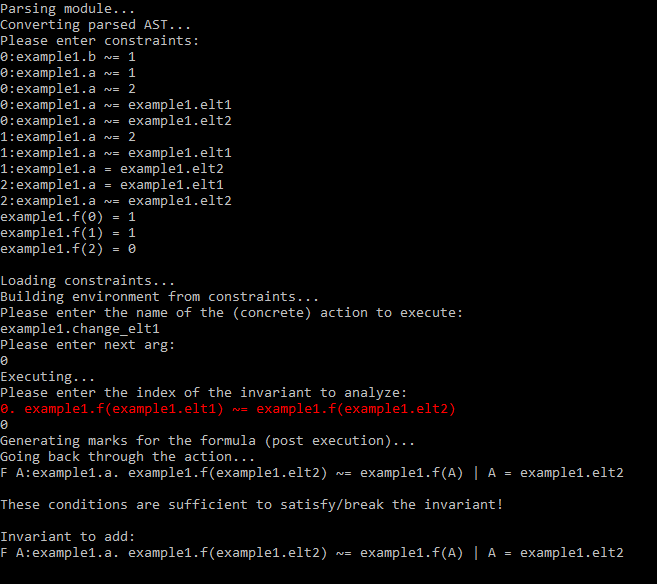 Parsing module...
Converting parsed AST...
Please enter constraints:
0:example1.b ~= 1
0:example1.a ~= 1
0:example1.a ~= 2
0:example1.a ~= example1.elt1
0:example1.a ~= example1.elt2
1:example1.a ~= 2
1:example1.a ~= example1.elt1
1:example1.a = example1.elt2
2:example1.a = example1.elt1
2:example1.a ~= example1.elt2
example1.f(0) = 1
example1.f(1) = 1
example1.f(2) = 0
Loading constraints...
Building environment from constraints...
Please enter the name of the (concrete) action to execute:
example1.change_elt1
Please enter next arg:
0
Executing...
Please enter the index of the invariant to analyze:
0. example1.f(example1.elt1) ~= example1.f(example1.elt2)
0
Generating marks for the formula (post execution)...
Going back through the action...
F A:example1.a. example1.f(example1.elt2) ~= example1.f(A) | A = example1.elt2
These conditions are sufficient to satisfy/break the invariant!
Invariant to add:
F A:example1.a. example1.f(example1.elt2) ~= example1.f(A) | A = example1.elt2